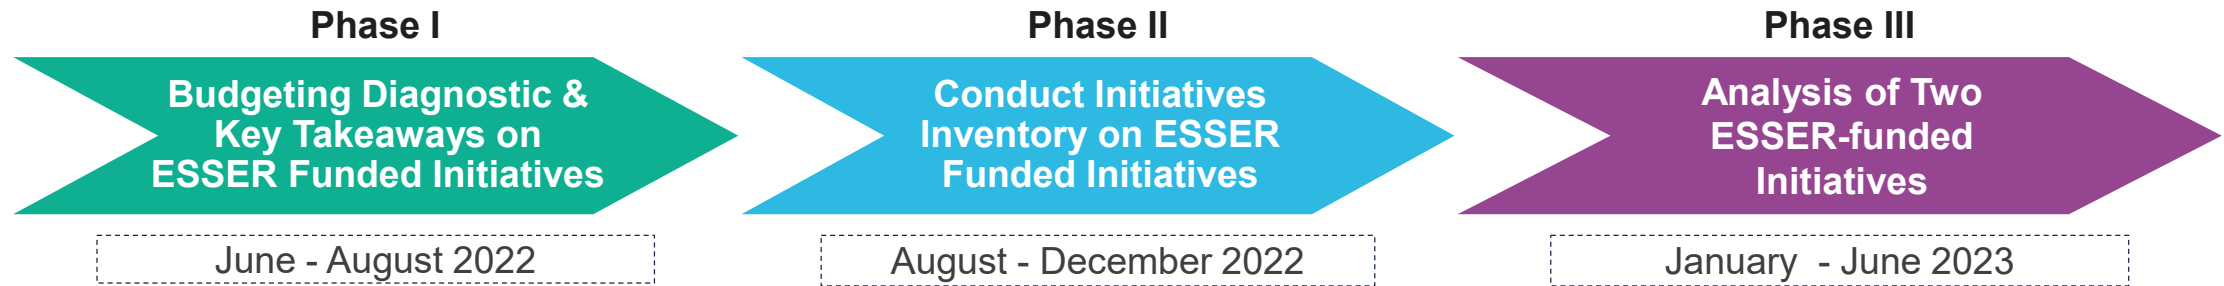 Phase I
Budgeting Diagnostic &
Key Takeaways on
ESSER Funded Initiatives
June - August 2022
Phase II
Conduct Initiatives
Inventory on ESSER
Funded Initiatives
August - December 2022
Phase III
Analysis of Two
ESSER-funded
Initiatives
January - June 2023